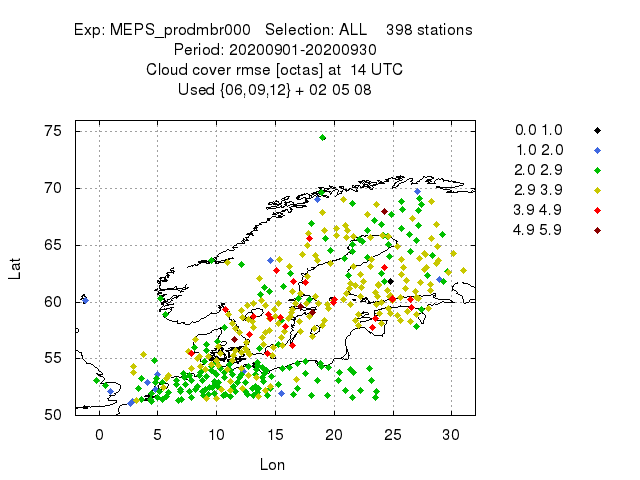 Exp: MEPS_prodmbr000   Selection: ALL    398 stations
Period: 20200901-20200930
Cloud cover rmse [octas] at  14 UTC
Used {06,09,12} + 02 05 08
0.0 1.0
1.0 2.0
2.0 2.9
2.9 3.9
3.9 4.9
4.9 5.9
75
70
65
60
55
50
Lat
0 5 10 15 20 25 30
Lon